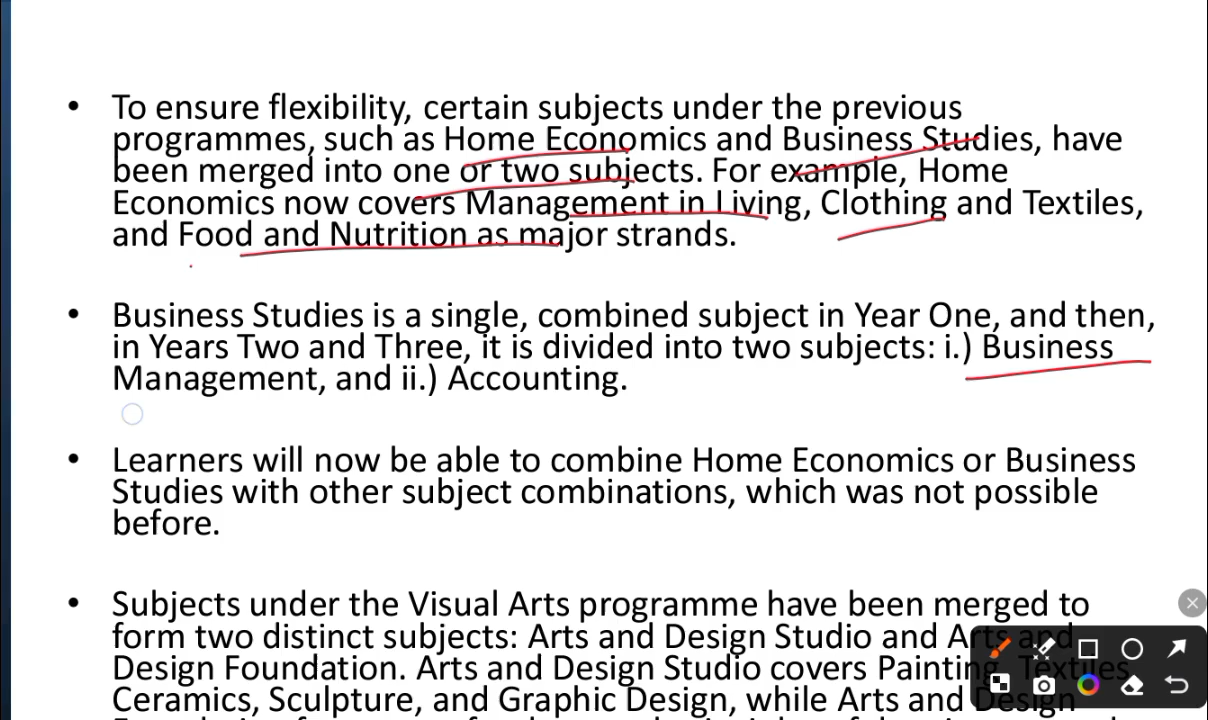 • To ensure flexibility, certain subjects under the previous
programmes, such as Home Economics and Business Studies, have
been merged into one or two subjects. For example, Home
Economics now covers Management in Living, Clothing and Textiles,
and Food and Nutrition as major strands.
• Business Studies is a single, combined subject in Year One, and then,
in Years Two and Three, it is divided into two subjects: i.) Business
Management, and ii.) Accounting.
• Learners will now be able to combine Home Economics or Business
Studies with other subject combinations, which was not possible
before.
• Subjects under the Visual Arts programme have been merged to
form two distinct subjects: Arts and Design Studio and Arts and
Design Foundation. Arts and Design Studio covers Painting, Textiles
Ceramics, Sculpture, and Graphic Design, while Arts and Design